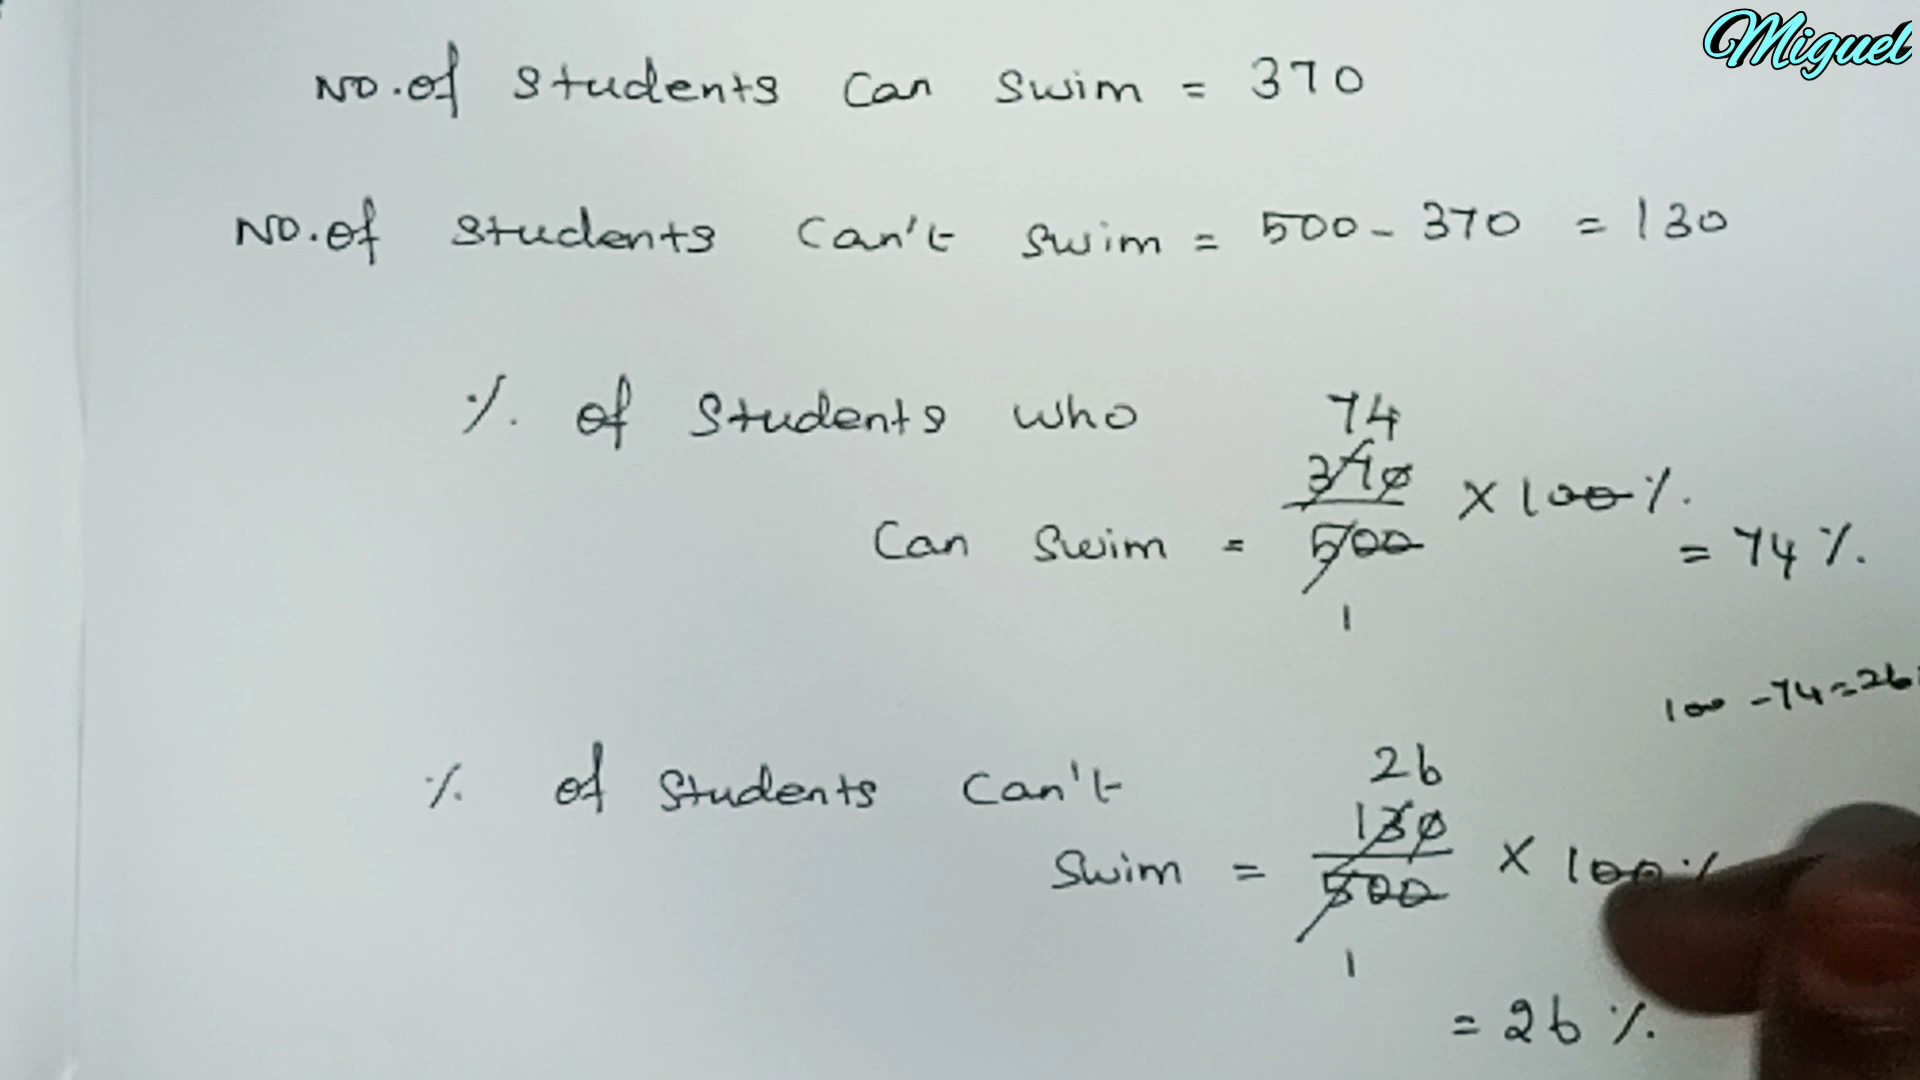 Miguel
No. of students can swim = 370
No. of students can't swim = 500 - 370 = 130
% of students who
can swim = 370/500 × 100% = 74%
74
1
100 - 74 = 26
% of students can't
swim = 130/500 × 100%
26
1
= 26%